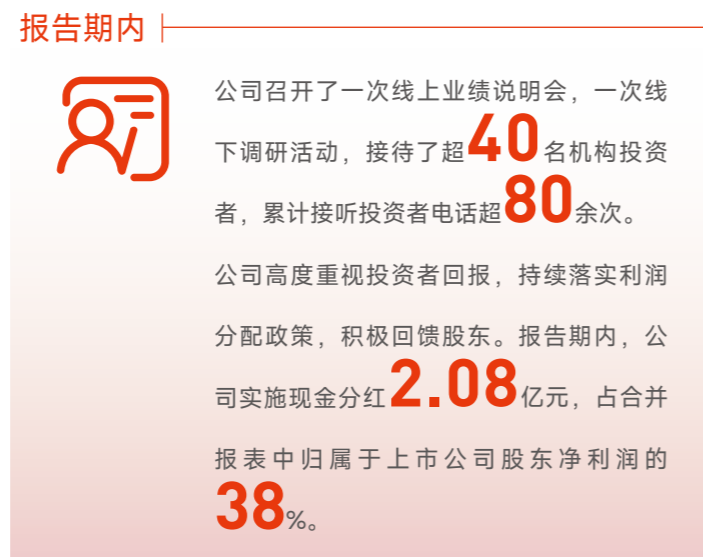 报告期内
公司召开了一次线上业绩说明会，一次线
下调研活动，接待了超40名机构投资
者，累计接听投资者电话超80余次。
公司高度重视投资者回报，持续落实利润
分配政策，积极回馈股东。报告期内，公
司实施现金分红2.08亿元，占合并
报表中归属于上市公司股东净利润的
38%。